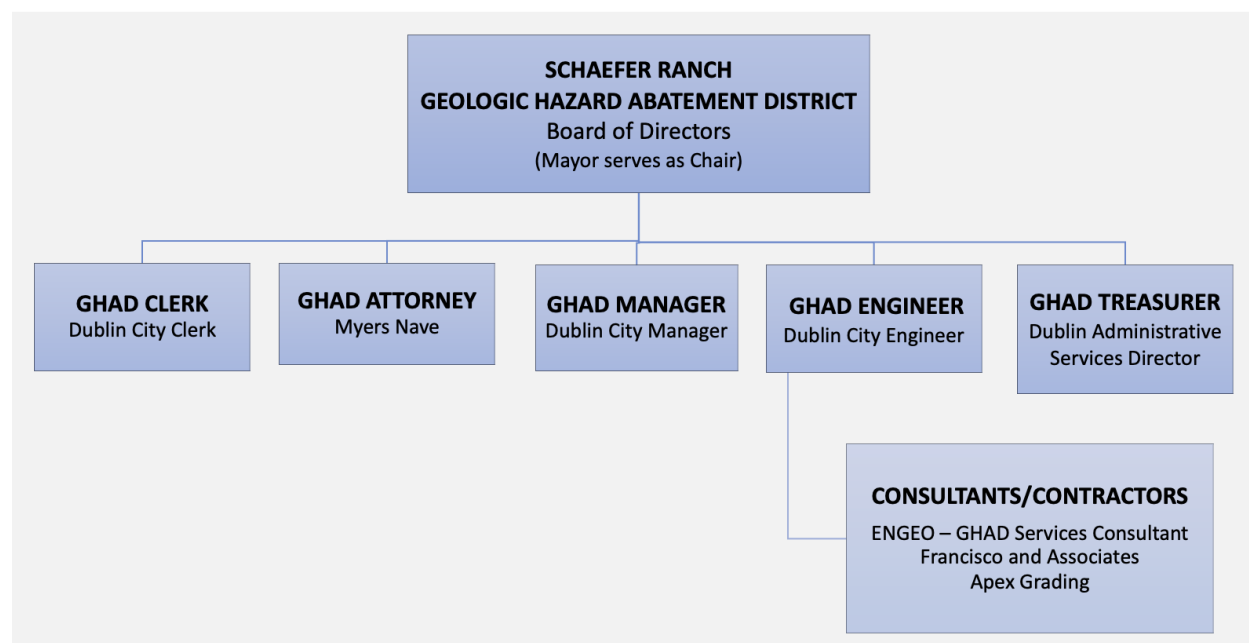 SCHAEFER RANCH
GEOLOGIC HAZARD ABATEMENT DISTRICT
Board of Directors
(Mayor serves as Chair)
GHAD CLERK
Dublin City Clerk
GHAD ATTORNEY
Myers Nave
GHAD MANAGER
Dublin City Manager
GHAD ENGINEER
Dublin City Engineer
GHAD TREASURER
Dublin Administrative
Services Director
CONSULTANTS/CONTRACTORS
ENGEO – GHAD Services Consultant
Francisco and Associates
Apex Grading